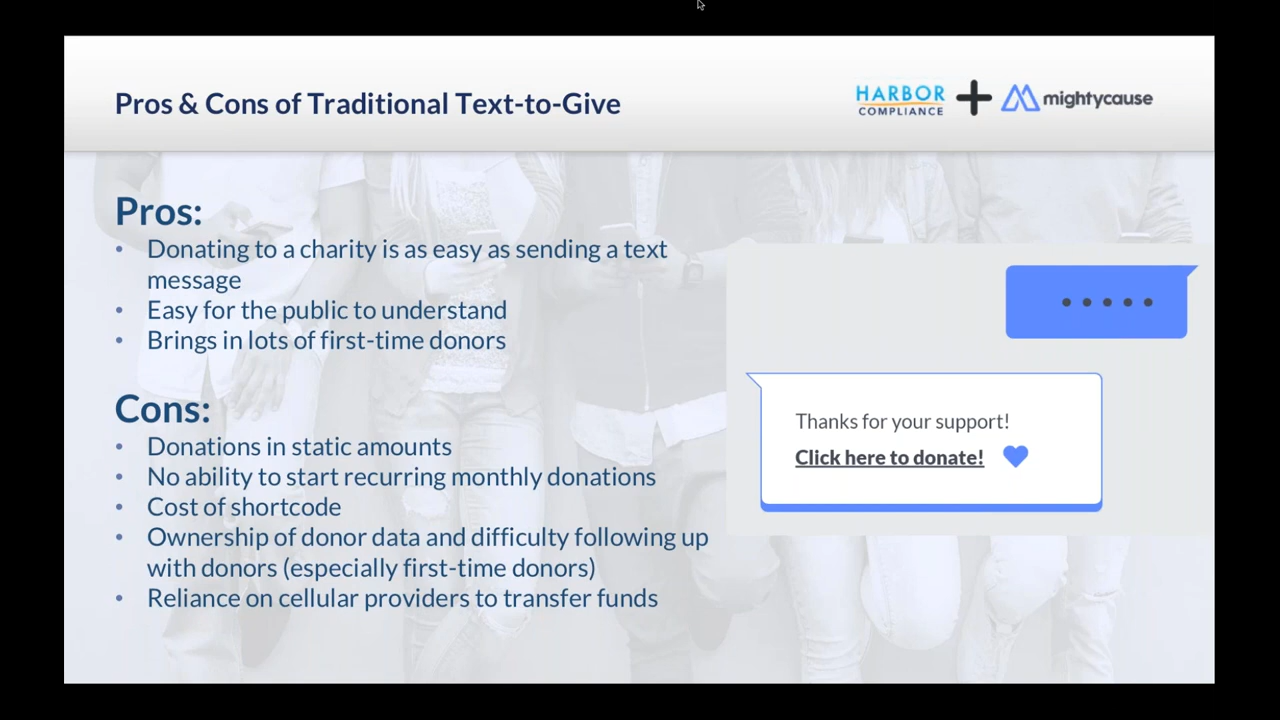 Pros & Cons of Traditional Text-to-Give
HARBOR
COMPLIANCE
mightycause
Pros:
• Donating to a charity is as easy as sending a text
message
• Easy for the public to understand
• Brings in lots of first-time donors
Cons:
• Donations in static amounts
• No ability to start recurring monthly donations
• Cost of shortcode
• Ownership of donor data and difficulty following up
with donors (especially first-time donors)
• Reliance on cellular providers to transfer funds
Thanks for your support!
Click here to donate!